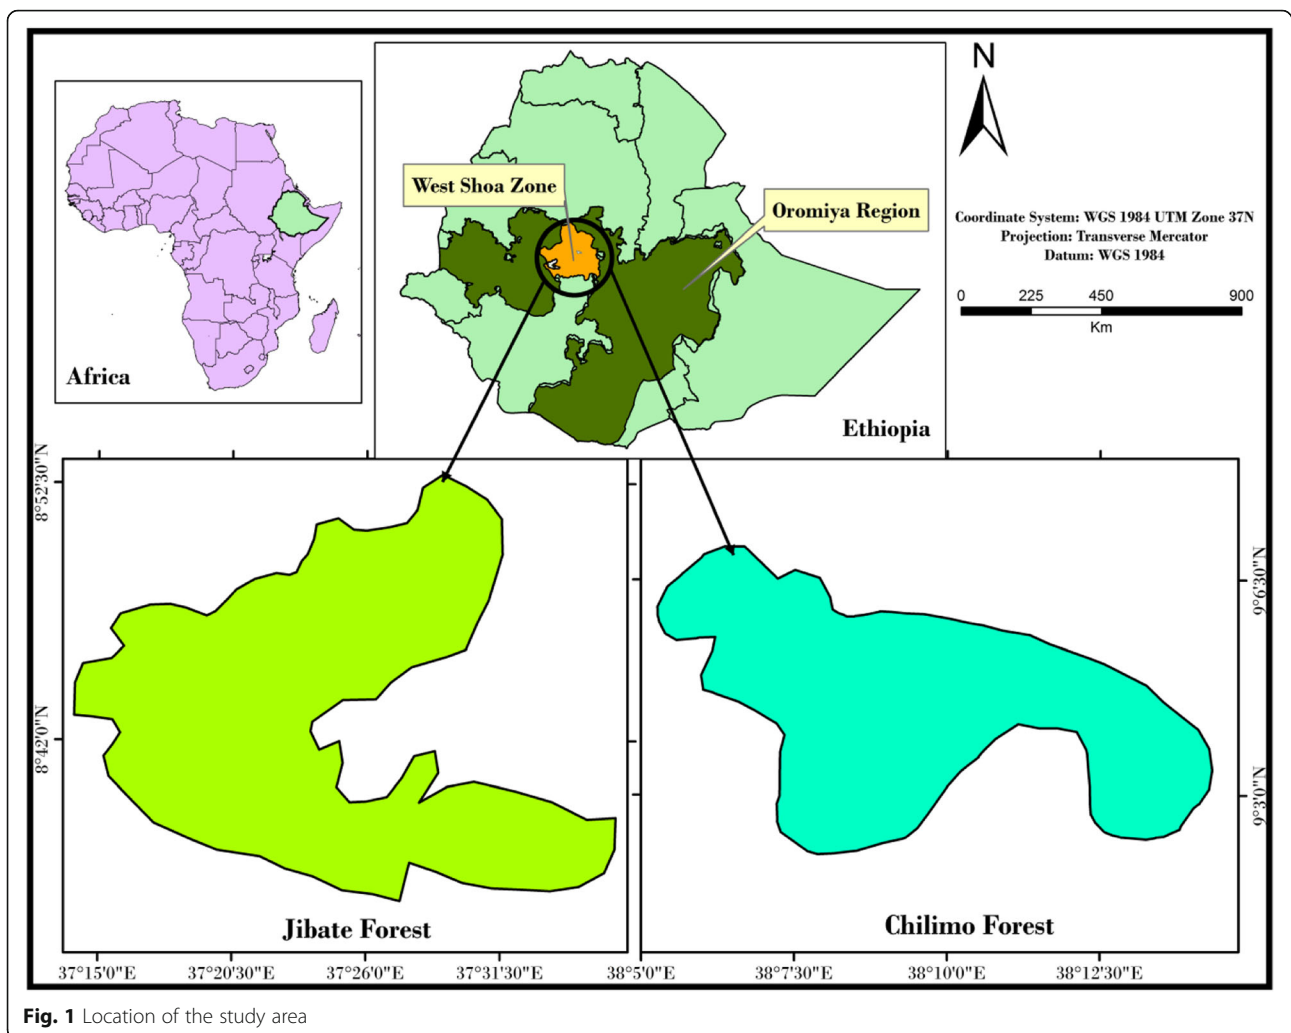 N
West Shoa Zone
Oromiya Region
Coordinate System: WGS 1984 UTM Zone 37N
Projection: Transverse Mercator
Datum: WGS 1984
0 225 450 900
Km
Africa
Ethiopia
8°52'30"N
8°42'0"N
9°6'30"N
9°3'0"N
Jibate Forest
Chilimo Forest
37°15'0"E 37°20'30"E 37°26'0"E 37°31'30"E 38°5'0"E 38°7'30"E 38°10'0"E 38°12'30"E
Fig. 1 Location of the study area